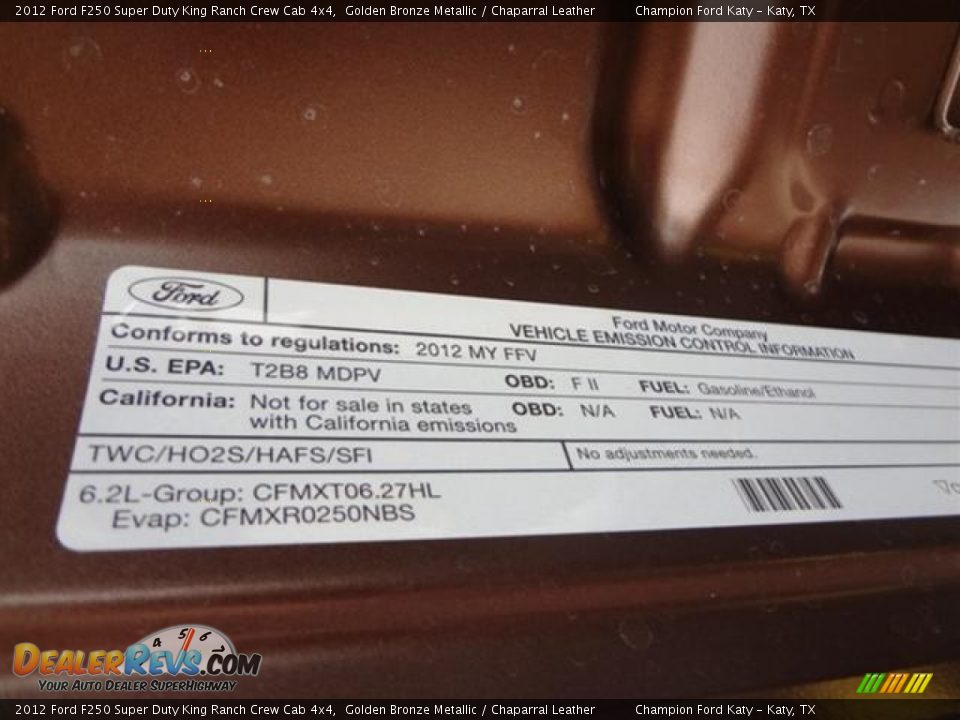 2012 Ford F250 Super Duty King Ranch Crew Cab 4x4, Golden Bronze Metallic / Chaparral Leather Champion Ford Katy – Katy, TX
Ford
Ford Motor Company
VEHICLE EMISSION CONTROL INFORMATION
Conforms to regulations: 2012 MY FFV
U.S. EPA: T2B8 MDPV OBD: F II FUEL: Gasoline/Ethanol
California: Not for sale in states with California emissions OBD: N/A FUEL: N/A
TWC/HO2S/HAFS/SFI No adjustments needed.
6.2L-Group: CFMXT06.27HL
Evap: CFMXR0250NBS
4 5 6 7
DEALERREVS.COM
YOUR AUTO DEALER SUPERHIGHWAY
2012 Ford F250 Super Duty King Ranch Crew Cab 4x4, Golden Bronze Metallic / Chaparral Leather Champion Ford Katy – Katy, TX